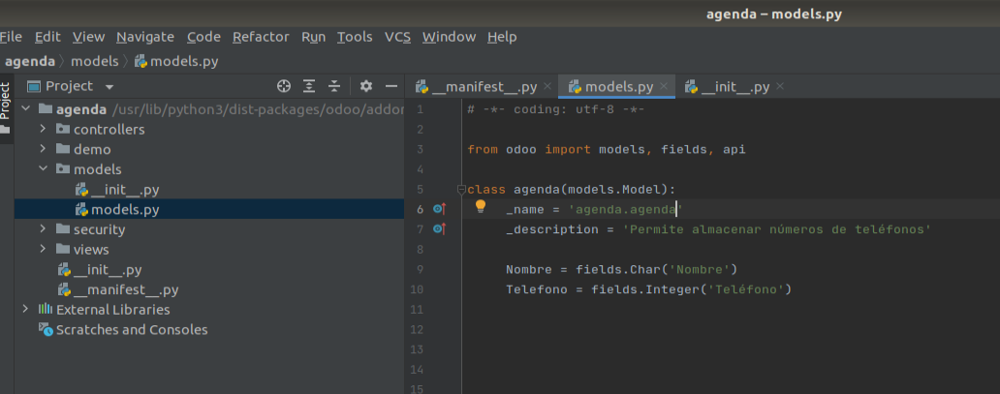 agenda – models.py
File Edit View Navigate Code Refactor Run Tools VCS Window Help
agenda models models.py
Project
Project
__manifest__.py models.py __init__.py
agenda /usr/lib/python3/dist-packages/odoo/addon
controllers
demo
models
__init__.py
models.py
security
views
__init__.py
__manifest__.py
External Libraries
Scratches and Consoles
1 # -*- coding: utf-8 -*-
2
3 from odoo import models, fields, api
4
5 class agenda(models.Model):
6 _name = 'agenda.agenda'
7 _description = 'Permite almacenar números de teléfonos'
8
9 Nombre = fields.Char('Nombre')
10 Telefono = fields.Integer('Teléfono')
11
12
13
14
15